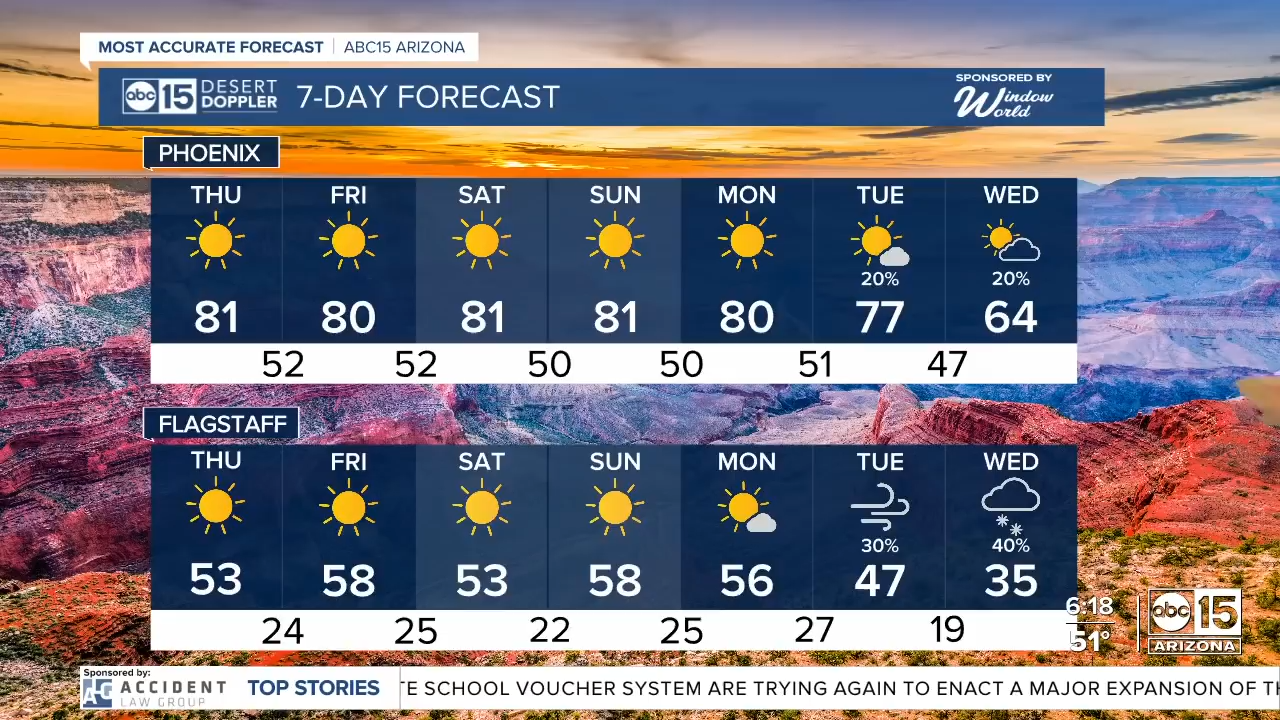 MOST ACCURATE FORECAST | ABC15 ARIZONA
abc 15 DESERT DOPPLER 7-DAY FORECAST
SPONSORED BY
Window World
PHOENIX
THU FRI SAT SUN MON TUE WED
20% 20%
81 80 81 81 80 77 64
52 52 50 50 51 47
FLAGSTAFF
THU FRI SAT SUN MON TUE WED
30% 40%
53 58 53 58 56 47 35
24 25 22 25 27 19
6:18
51°
abc 15
ARIZONA
Sponsored by:
ALG ACCIDENT
LAW GROUP
TOP STORIES
TE SCHOOL VOUCHER SYSTEM ARE TRYING AGAIN TO ENACT A MAJOR EXPANSION OF